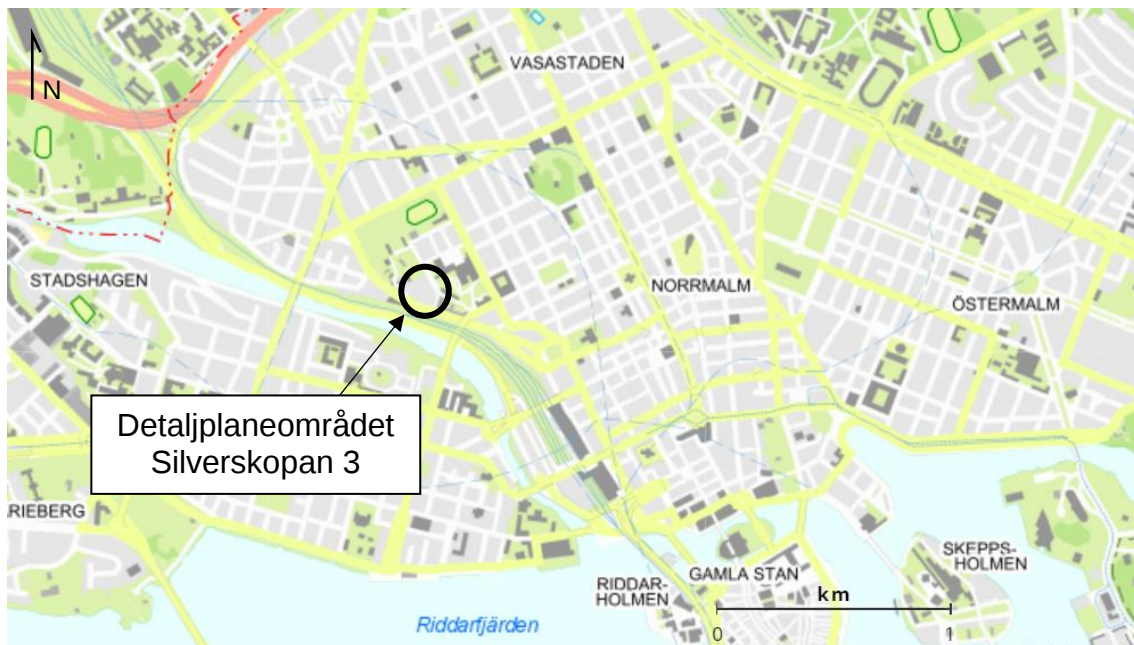 N
VASASTADEN
STADSHAGEN
NORRMALM
ÖSTERMALM
Detaljplaneområdet
Silverskopan 3
RIEBERG
SKEPPS-
HOLMEN
GAMLA STAN
RIDDAR-
HOLMEN
km
0
1
Riddarfjärden